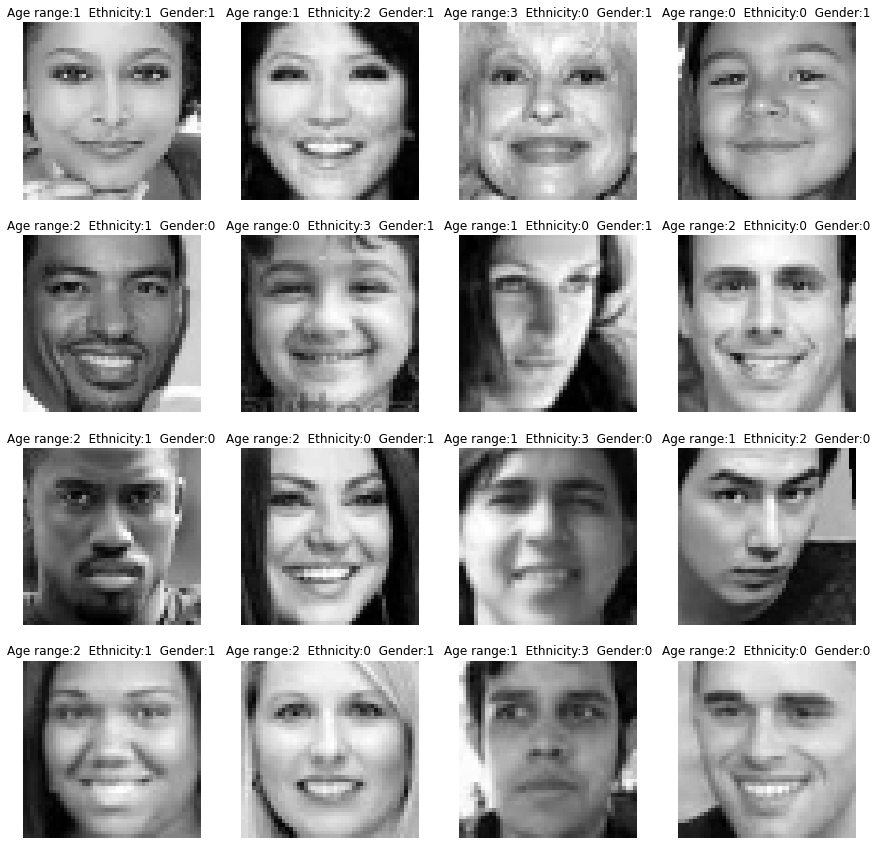 Age range:1 Ethnicity:1 Gender:1
Age range:1 Ethnicity:2 Gender:1
Age range:3 Ethnicity:0 Gender:1
Age range:0 Ethnicity:0 Gender:1
Age range:2 Ethnicity:1 Gender:0
Age range:0 Ethnicity:3 Gender:1
Age range:1 Ethnicity:0 Gender:1
Age range:2 Ethnicity:0 Gender:0
Age range:2 Ethnicity:1 Gender:0
Age range:2 Ethnicity:0 Gender:1
Age range:1 Ethnicity:3 Gender:0
Age range:1 Ethnicity:2 Gender:0
Age range:2 Ethnicity:1 Gender:1
Age range:2 Ethnicity:0 Gender:1
Age range:1 Ethnicity:3 Gender:0
Age range:2 Ethnicity:0 Gender:0